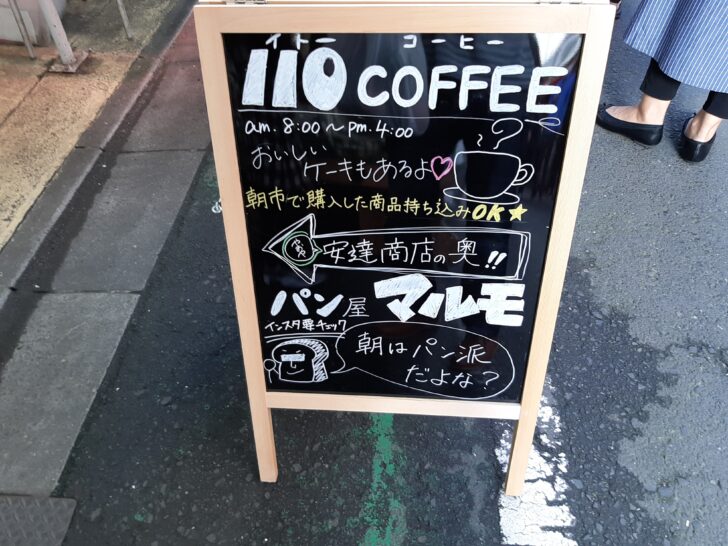 イトー コーヒー
110 COFFEE
am. 8:00～pm. 4:00
おいしい
ケーキもあるよ
朝市で購入した商品持ち込みOK★
安達商店の奥!!
パン屋 マルモ
インスタ要チェック
朝はパン派
だよな?